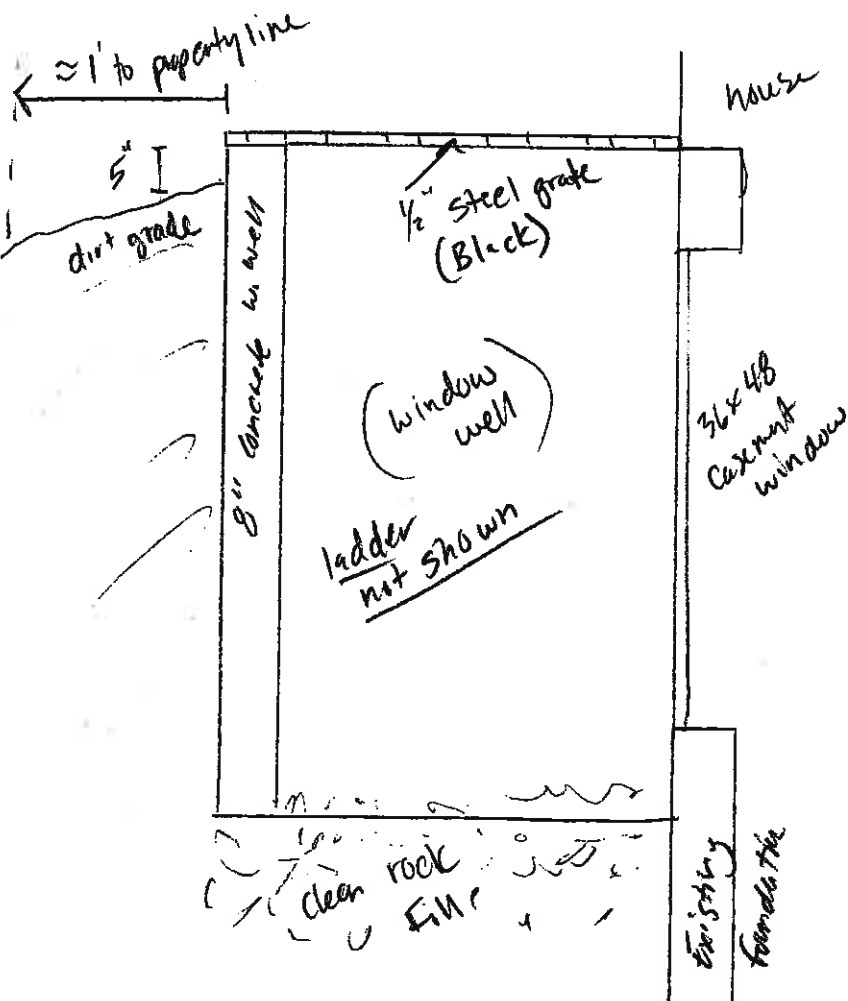 ≈ 1' to property line
house
5"
dirt grade
1/2" steel grate
(Black)
8" concrete w. well
(window
well)
36x48
casement
window
ladder
not shown
clean rock
Fill
Existing
foundation